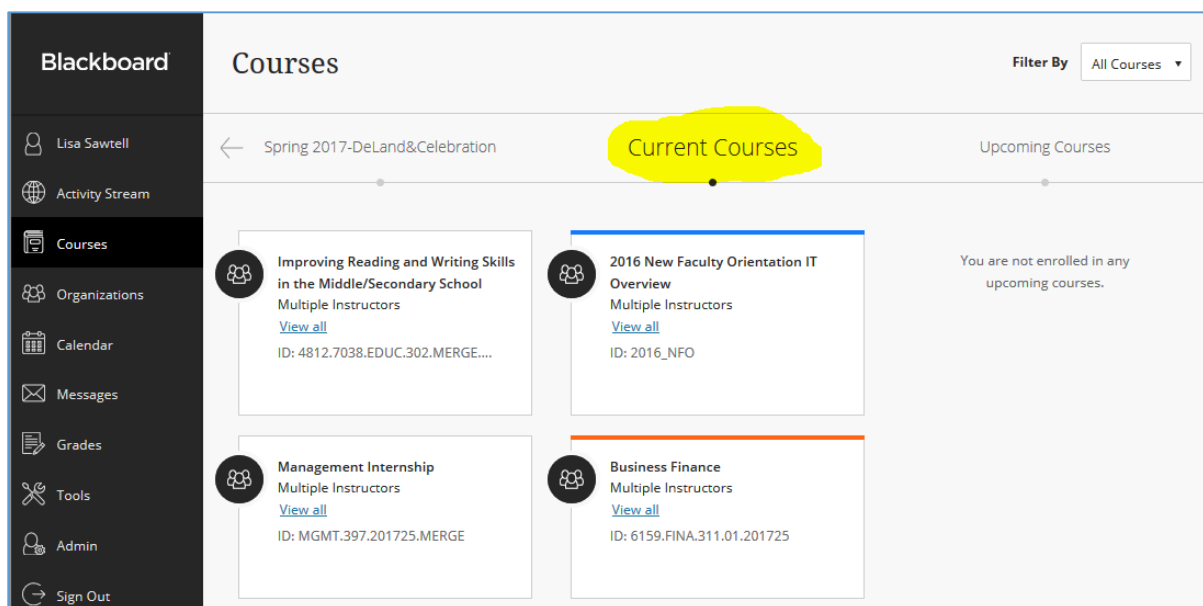 Blackboard
Courses
Filter By
All Courses
Lisa Sawtell
Activity Stream
Courses
Organizations
Calendar
Messages
Grades
Tools
Admin
Sign Out
Spring 2017-DeLand&Celebration
Current Courses
Upcoming Courses
Improving Reading and Writing Skills
in the Middle/Secondary School
Multiple Instructors
View all
ID: 4812.7038.EDUC.302.MERGE....
2016 New Faculty Orientation IT
Overview
Multiple Instructors
View all
ID: 2016_NFO
You are not enrolled in any
upcoming courses.
Management Internship
Multiple Instructors
View all
ID: MGMT.397.201725.MERGE
Business Finance
Multiple Instructors
View all
ID: 6159.FINA.311.01.201725